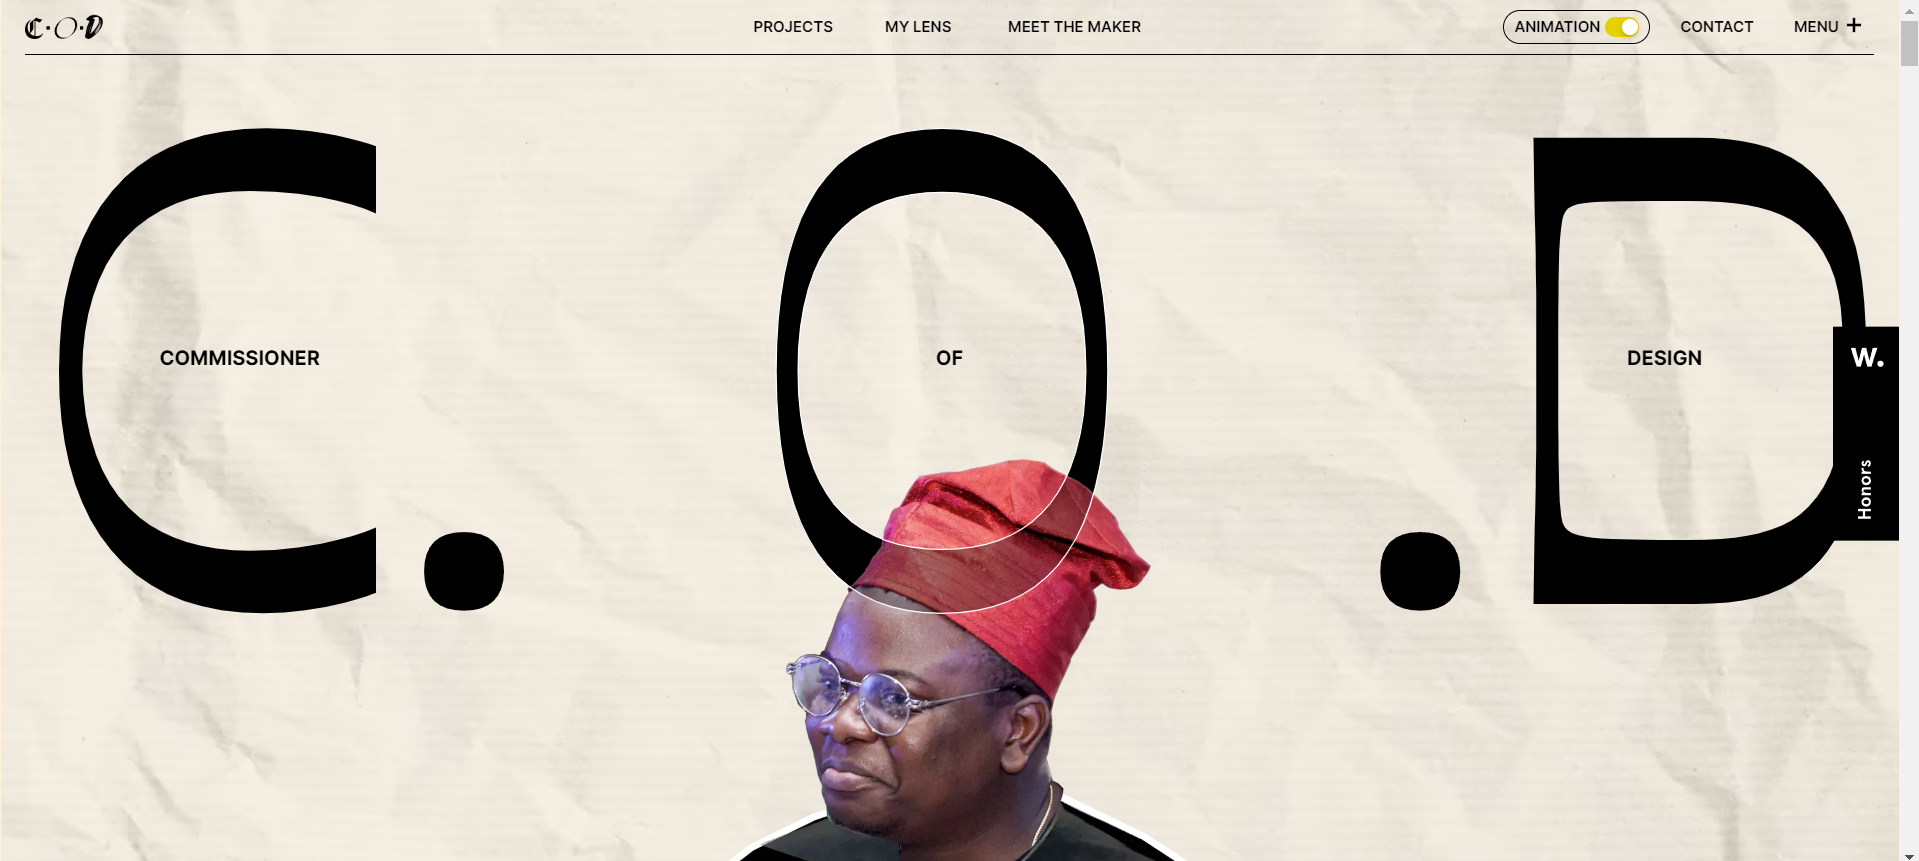 C·O·D
PROJECTS
MY LENS
MEET THE MAKER
ANIMATION
CONTACT
MENU +
C.O.D
COMMISSIONER
OF
DESIGN
W.
Honors